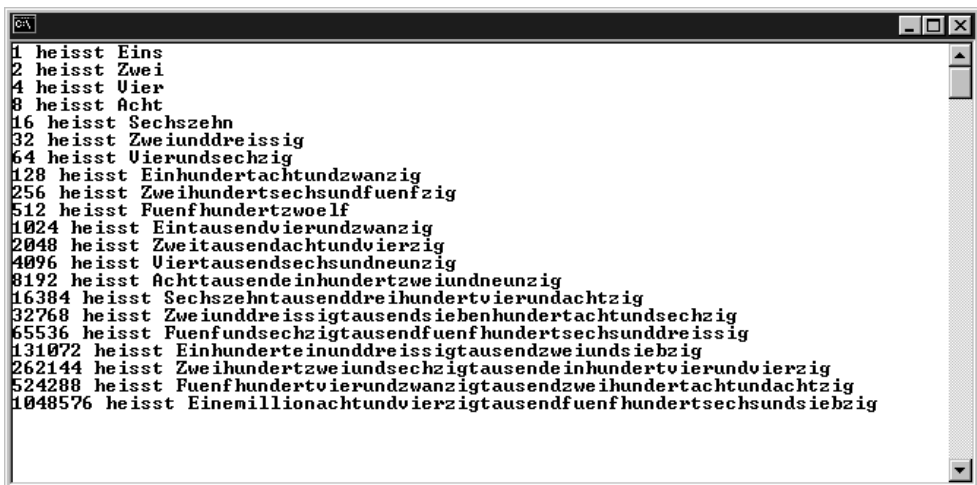 C:\
1 heisst Eins
2 heisst Zwei
4 heisst Vier
8 heisst Acht
16 heisst Sechszehn
32 heisst Zweiunddreissig
64 heisst Vierundsechzig
128 heisst Einhundertachtundzwanzig
256 heisst Zweihundertsechsundfuenfzig
512 heisst Fuenfhundertzwoelf
1024 heisst Eintausendvierundzwanzig
2048 heisst Zweitausendachtundvierzig
4096 heisst Viertausendsechsundneunzig
8192 heisst Achttausendeinhundertzweiundneunzig
16384 heisst Sechszehntausenddreihundertvierundachtzig
32768 heisst Zweiunddreissigtausendsiebenhundertachtundsechzig
65536 heisst Fuenfundsechzigtausendfuenfhundertsechsunddreissig
131072 heisst Einhunderteinunddreissigtausendzweiundsiebzig
262144 heisst Zweihundertzweiundsechzigtausendeinhundertvierundvierzig
524288 heisst Fuenfhundertvierundzwanzigtausendzweihundertachtundachtzig
1048576 heisst Einemillionachtundvierzigtausendfuenfhundertsechsundsiebzig